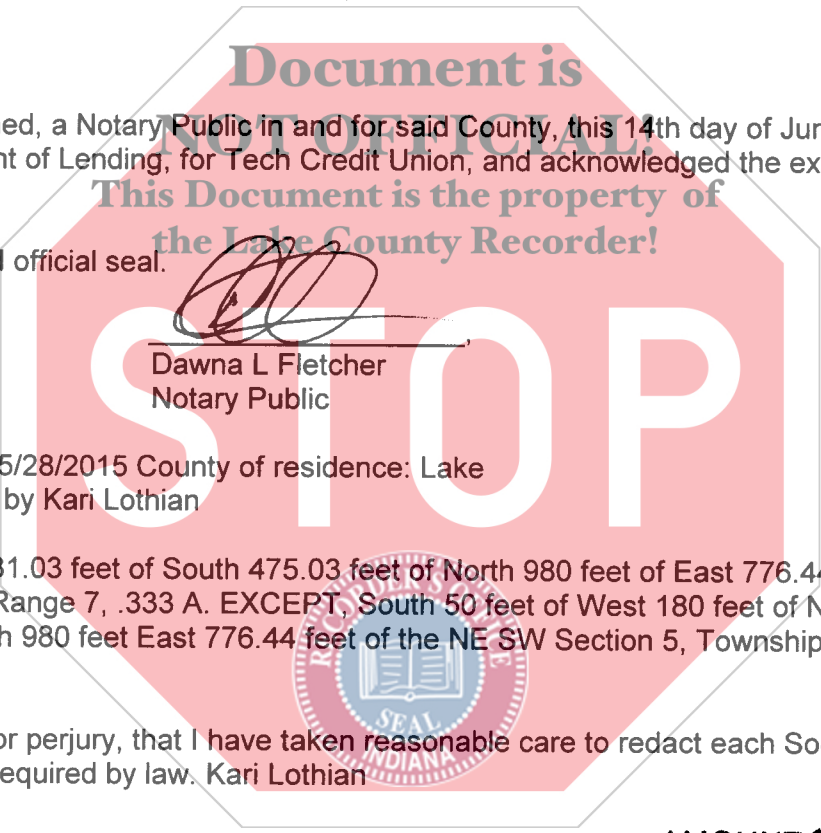 Document is
ed, a Notary Public in and for said County, this 14th day of Jun
NOT OFFICIAL!
nt of Lending, for Tech Credit Union, and acknowledged the ex
This Document is the property of
the Lake County Recorder!
official seal.
Dawna L Fletcher
Notary Public
STOP
5/28/2015 County of residence: Lake
by Kari Lothian
31.03 feet of South 475.03 feet of North 980 feet of East 776.44
Range 7, .333 A. EXCEPT, South 50 feet of West 180 feet of N
h 980 feet East 776.44 feet of the NE SW Section 5, Township
RECORDER'S OFFICE
SEAL
INDIANA
or perjury, that I have taken reasonable care to redact each So
equired by law. Kari Lothian